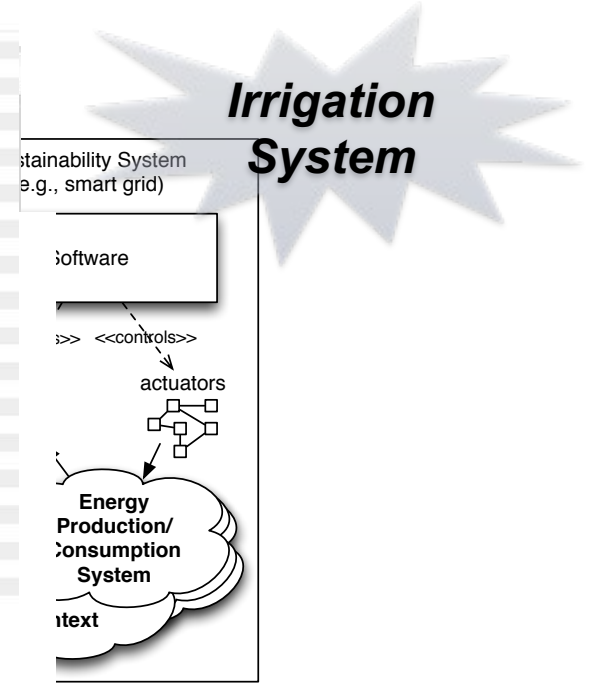 Irrigation
System
stainability System
e.g., smart grid)
Software
s>> <<controls>>
actuators
Energy
Production/
Consumption
System
ntext